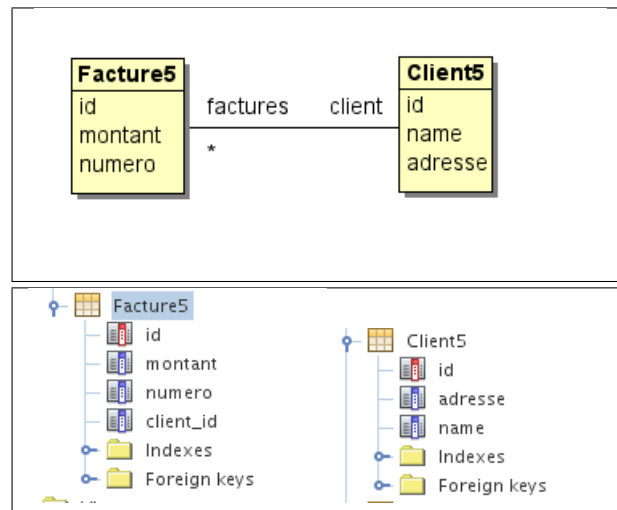 Facture5
id
montant
numero
factures
*
client
Client5
id
name
adresse
Facture5
id
montant
numero
client_id
Indexes
Foreign keys
Client5
id
adresse
name
Indexes
Foreign keys